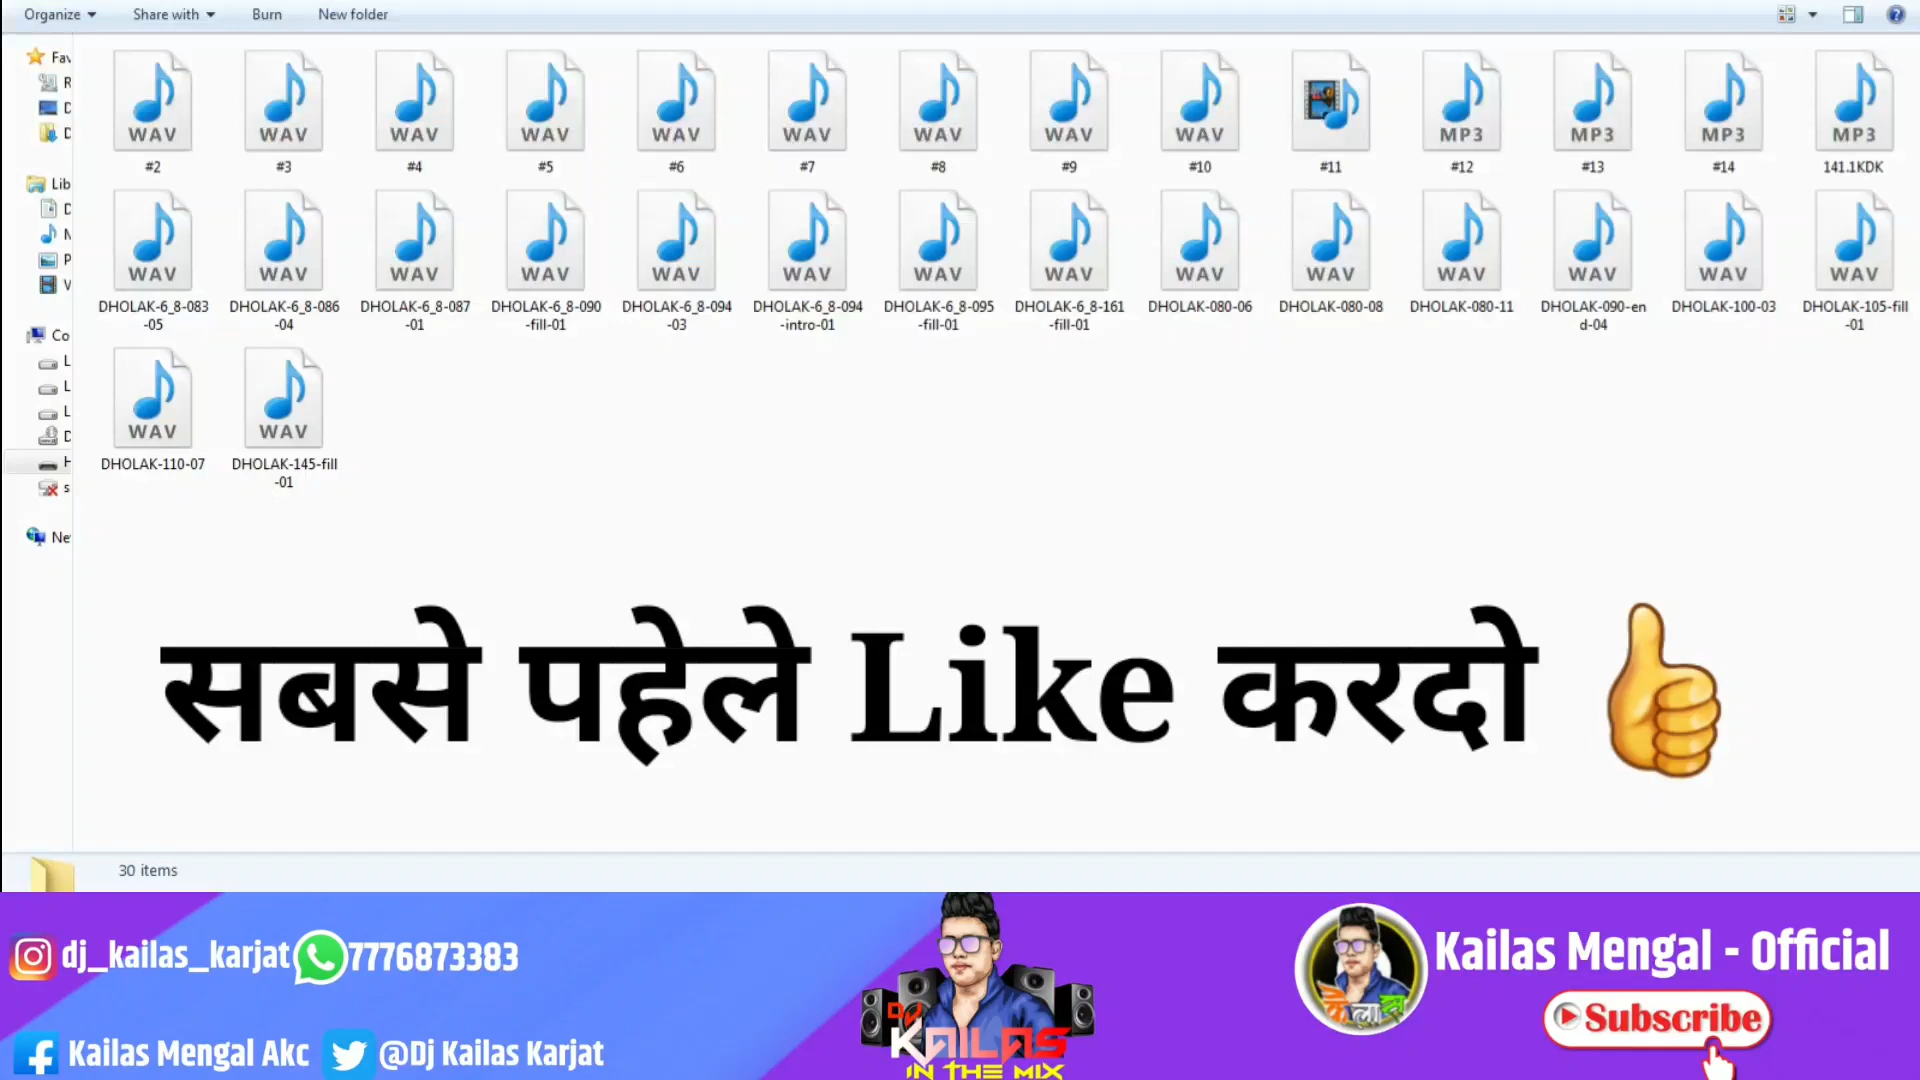 Organize Share with Burn New folder
Fav
R
D
D
Lib
D
M
P
V
Co
L
L
L
D
H
s
Ne
WAV WAV WAV WAV WAV WAV WAV WAV WAV MP3 MP3 MP3 MP3
#2 #3 #4 #5 #6 #7 #8 #9 #10 #11 #12 #13 #14 141.1KDK
WAV WAV WAV WAV WAV WAV WAV WAV WAV WAV WAV WAV WAV WAV
DHOLAK-6_8-083 DHOLAK-6_8-086 DHOLAK-6_8-087 DHOLAK-6_8-090 DHOLAK-6_8-094 DHOLAK-6_8-094 DHOLAK-6_8-095 DHOLAK-6_8-161 DHOLAK-080-06 DHOLAK-080-08 DHOLAK-080-11 DHOLAK-090-en DHOLAK-100-03 DHOLAK-105-fill
-05 -04 -01 -fill-01 -03 -intro-01 -fill-01 -fill-01 d-04 -01
WAV WAV
DHOLAK-110-07 DHOLAK-145-fill
-01
सबसे पहेले Like करदो
30 items
dj_kailas_karjat 7776873383
Kailas Mengal Akc @Dj Kailas Karjat
DJ
KAILAS
IN THE MIX
Kailas Mengal - Official
Subscribe